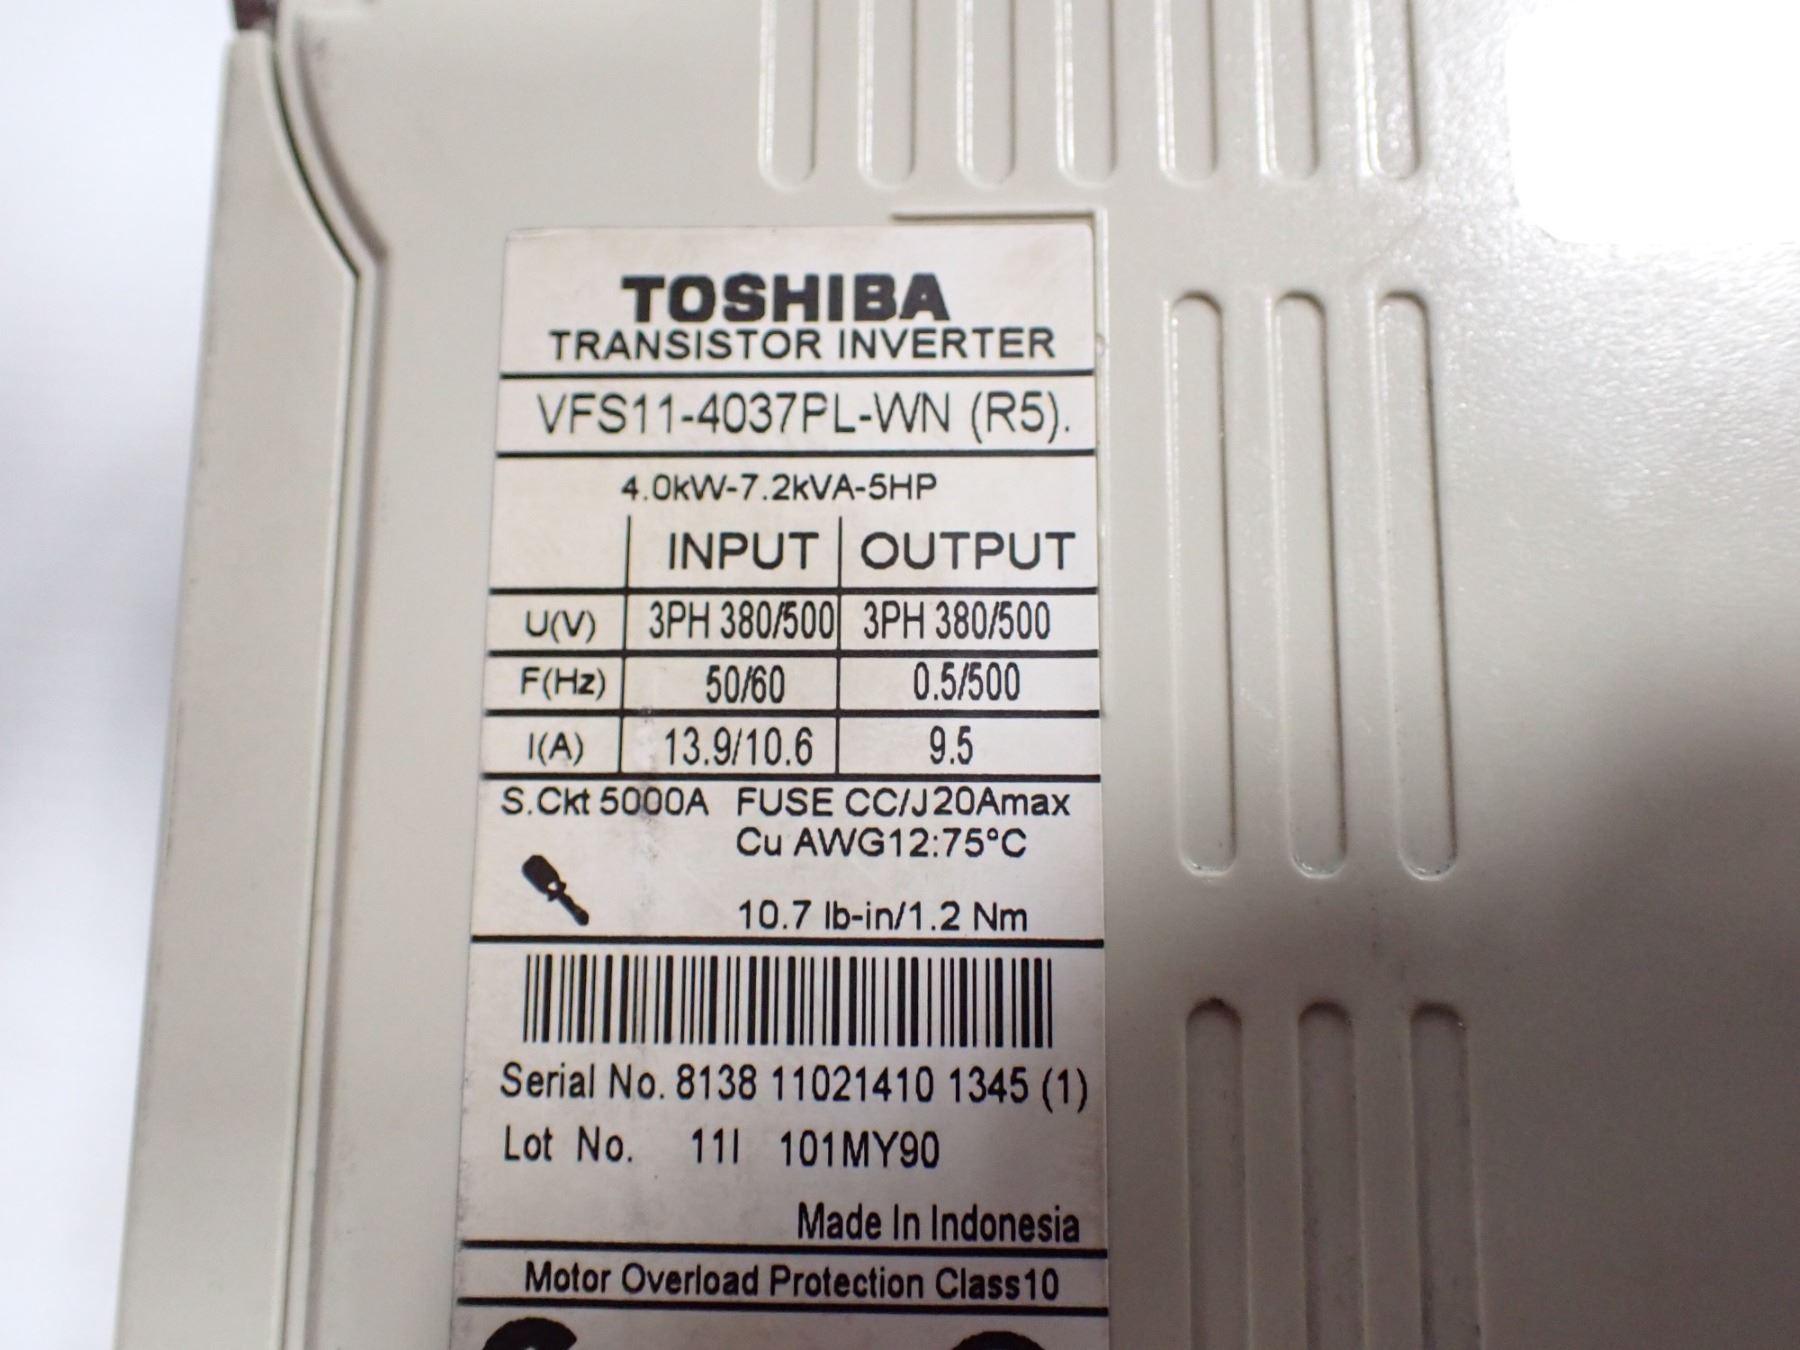 TOSHIBA
TRANSISTOR INVERTER
VFS11-4037PL-WN (R5).
4.0kW-7.2kVA-5HP
INPUT OUTPUT
U(V) 3PH 380/500 3PH 380/500
F(Hz) 50/60 0.5/500
I(A) 13.9/10.6 9.5
S.Ckt 5000A FUSE CC/J20Amax
Cu AWG12:75°C
10.7 lb-in/1.2 Nm
Serial No. 8138 11021410 1345 (1)
Lot No. 11I 101MY90
Made In Indonesia
Motor Overload Protection Class10